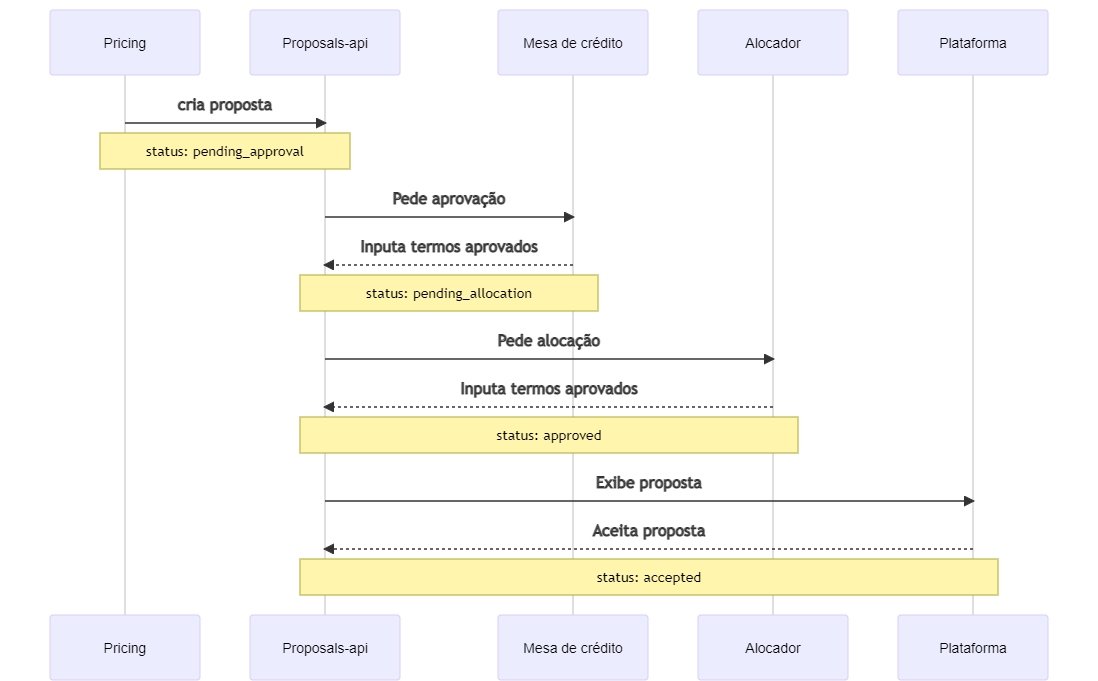 Pricing
Proposals-api
Mesa de crédito
Alocador
Plataforma
cria proposta
status: pending_approval
Pede aprovação
Inputa termos aprovados
status: pending_allocation
Pede alocação
Inputa termos aprovados
status: approved
Exibe proposta
Aceita proposta
status: accepted
Pricing
Proposals-api
Mesa de crédito
Alocador
Plataforma